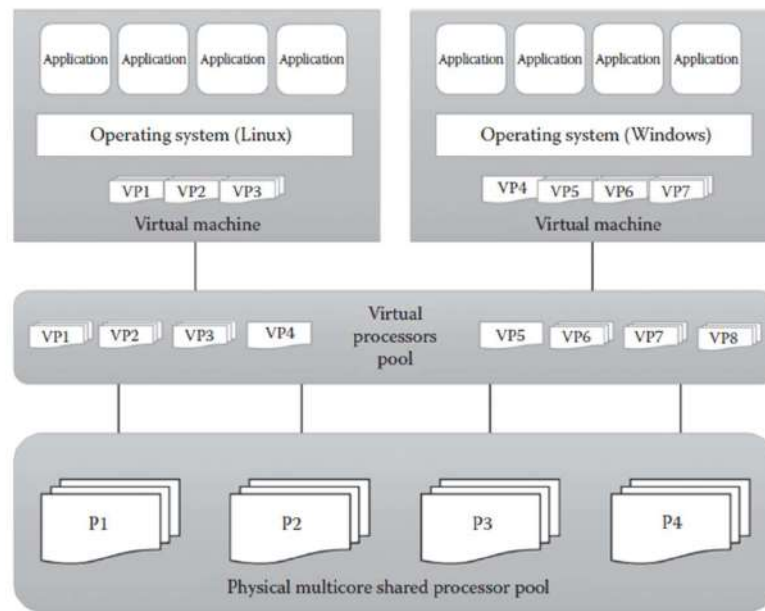 Application Application Application Application
Operating system (Linux)
VP1 VP2 VP3
Virtual machine
Application Application Application Application
Operating system (Windows)
VP4 VP5 VP6 VP7
Virtual machine
VP1 VP2 VP3 VP4
Virtual
processors
pool
VP5 VP6 VP7 VP8
P1 P2 P3 P4
Physical multicore shared processor pool